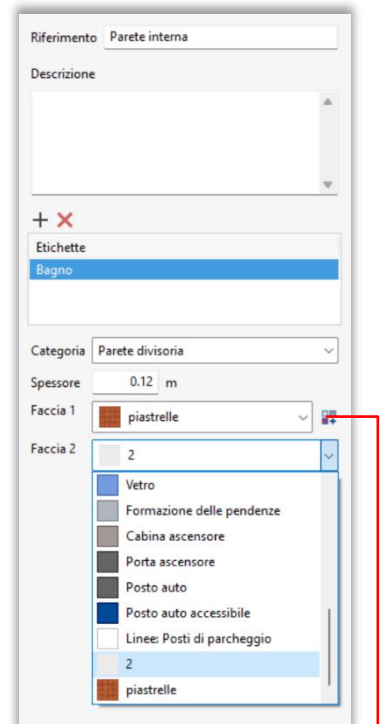 Riferimento Parete interna
Descrizione
Etichette
Bagno
Categoria Parete divisoria
Spessore 0.12 m
Faccia 1 piastrelle
Faccia 2 2
Vetro
Formazione delle pendenze
Cabina ascensore
Porta ascensore
Posto auto
Posto auto accessibile
Linee: Posti di parcheggio
2
piastrelle